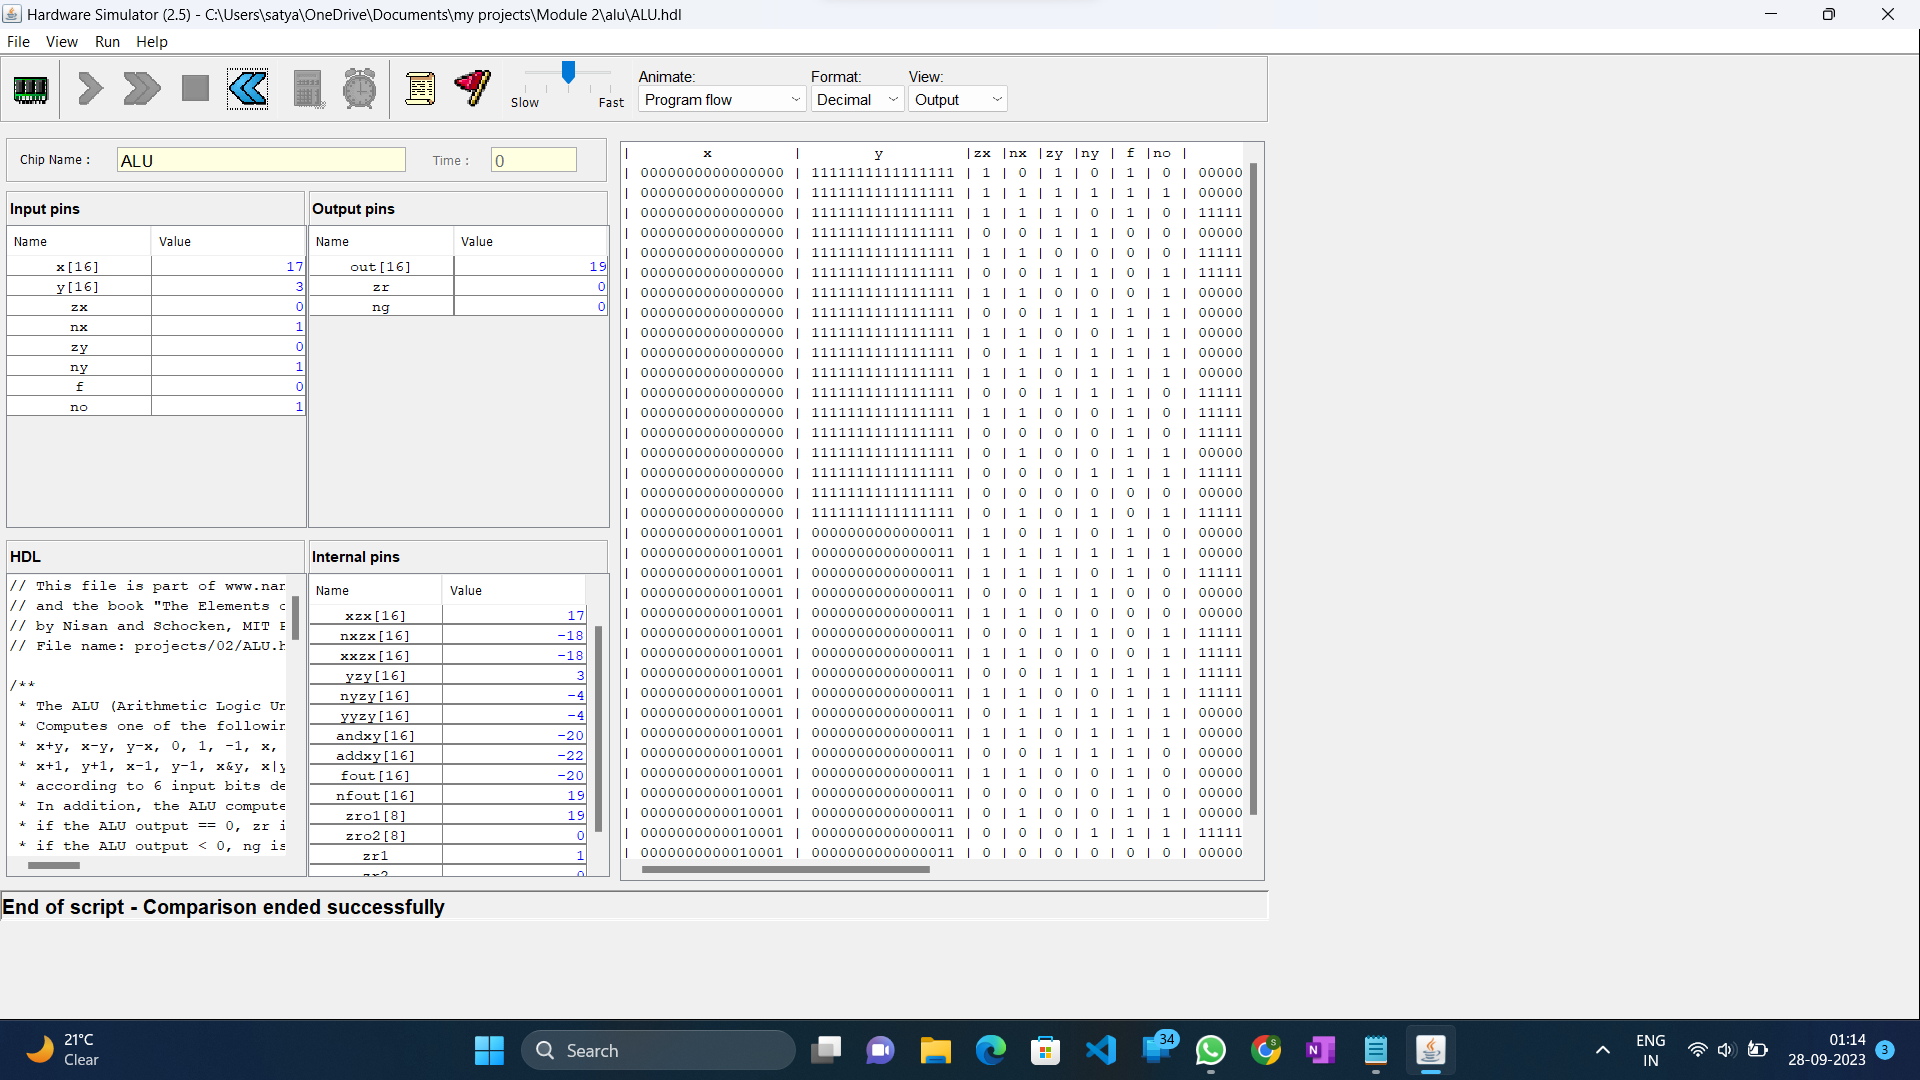 Hardware Simulator (2.5) - C:\Users\satya\OneDrive\Documents\my projects\Module 2\alu\ALU.hdl
File View Run Help
Slow Fast
Animate: Format: View:
Program flow Decimal Output
Chip Name : ALU Time : 0
Input pins
Name Value
x[16] 17
y[16] 3
zx 0
nx 1
zy 0
ny 1
f 0
no 1
Output pins
Name Value
out[16] 19
zr 0
ng 0
HDL
// This file is part of www.nan
// and the book "The Elements o
// by Nisan and Schocken, MIT P
// File name: projects/02/ALU.h
/**
* The ALU (Arithmetic Logic Un
* Computes one of the followin
* x+y, x-y, y-x, 0, 1, -1, x,
* x+1, y+1, x-1, y-1, x&y, x|y
* according to 6 input bits de
* In addition, the ALU compute
* if the ALU output == 0, zr i
* if the ALU output < 0, ng is
Internal pins
Name Value
xzx[16] 17
nxzx[16] -18
xxzx[16] -18
yzy[16] 3
nyzy[16] -4
yyzy[16] -4
andxy[16] -20
addxy[16] -22
fout[16] -20
nfout[16] 19
zro1[8] 19
zro2[8] 0
zr1 1
zr2 0
| x | y |zx |nx |zy |ny | f |no |
| 0000000000000000 | 1111111111111111 | 1 | 0 | 1 | 0 | 1 | 0 | 00000
| 0000000000000000 | 1111111111111111 | 1 | 1 | 1 | 1 | 1 | 1 | 00000
| 0000000000000000 | 1111111111111111 | 1 | 1 | 1 | 0 | 1 | 0 | 11111
| 0000000000000000 | 1111111111111111 | 0 | 0 | 1 | 1 | 0 | 0 | 00000
| 0000000000000000 | 1111111111111111 | 1 | 1 | 0 | 0 | 0 | 0 | 11111
| 0000000000000000 | 1111111111111111 | 0 | 0 | 1 | 1 | 0 | 1 | 11111
| 0000000000000000 | 1111111111111111 | 1 | 1 | 0 | 0 | 0 | 1 | 00000
| 0000000000000000 | 1111111111111111 | 0 | 0 | 1 | 1 | 1 | 1 | 00000
| 0000000000000000 | 1111111111111111 | 1 | 1 | 0 | 0 | 1 | 1 | 00000
| 0000000000000000 | 1111111111111111 | 0 | 1 | 1 | 1 | 1 | 1 | 00000
| 0000000000000000 | 1111111111111111 | 1 | 1 | 0 | 1 | 1 | 1 | 00000
| 0000000000000000 | 1111111111111111 | 0 | 0 | 1 | 1 | 1 | 0 | 11111
| 0000000000000000 | 1111111111111111 | 1 | 1 | 0 | 0 | 1 | 0 | 11111
| 0000000000000000 | 1111111111111111 | 0 | 0 | 0 | 0 | 1 | 0 | 11111
| 0000000000000000 | 1111111111111111 | 0 | 1 | 0 | 0 | 1 | 1 | 00000
| 0000000000000000 | 1111111111111111 | 0 | 0 | 0 | 1 | 1 | 1 | 11111
| 0000000000000000 | 1111111111111111 | 0 | 0 | 0 | 0 | 0 | 0 | 00000
| 0000000000000000 | 1111111111111111 | 0 | 1 | 0 | 1 | 0 | 1 | 11111
| 0000000000010001 | 0000000000000011 | 1 | 0 | 1 | 0 | 1 | 0 | 00000
| 0000000000010001 | 0000000000000011 | 1 | 1 | 1 | 1 | 1 | 1 | 00000
| 0000000000010001 | 0000000000000011 | 1 | 1 | 1 | 0 | 1 | 0 | 11111
| 0000000000010001 | 0000000000000011 | 0 | 0 | 1 | 1 | 0 | 0 | 00000
| 0000000000010001 | 0000000000000011 | 1 | 1 | 0 | 0 | 0 | 0 | 00000
| 0000000000010001 | 0000000000000011 | 0 | 0 | 1 | 1 | 0 | 1 | 11111
| 0000000000010001 | 0000000000000011 | 1 | 1 | 0 | 0 | 0 | 1 | 11111
| 0000000000010001 | 0000000000000011 | 0 | 0 | 1 | 1 | 1 | 1 | 11111
| 0000000000010001 | 0000000000000011 | 1 | 1 | 0 | 0 | 1 | 1 | 11111
| 0000000000010001 | 0000000000000011 | 0 | 1 | 1 | 1 | 1 | 1 | 00000
| 0000000000010001 | 0000000000000011 | 1 | 1 | 0 | 1 | 1 | 1 | 00000
| 0000000000010001 | 0000000000000011 | 0 | 0 | 1 | 1 | 1 | 0 | 00000
| 0000000000010001 | 0000000000000011 | 1 | 1 | 0 | 0 | 1 | 0 | 00000
| 0000000000010001 | 0000000000000011 | 0 | 0 | 0 | 0 | 1 | 0 | 00000
| 0000000000010001 | 0000000000000011 | 0 | 1 | 0 | 0 | 1 | 1 | 00000
| 0000000000010001 | 0000000000000011 | 0 | 0 | 0 | 1 | 1 | 1 | 11111
| 0000000000010001 | 0000000000000011 | 0 | 0 | 0 | 0 | 0 | 0 | 00000
End of script - Comparison ended successfully
21°C
Clear
Search
34
ENG
IN
01:14
28-09-2023
3